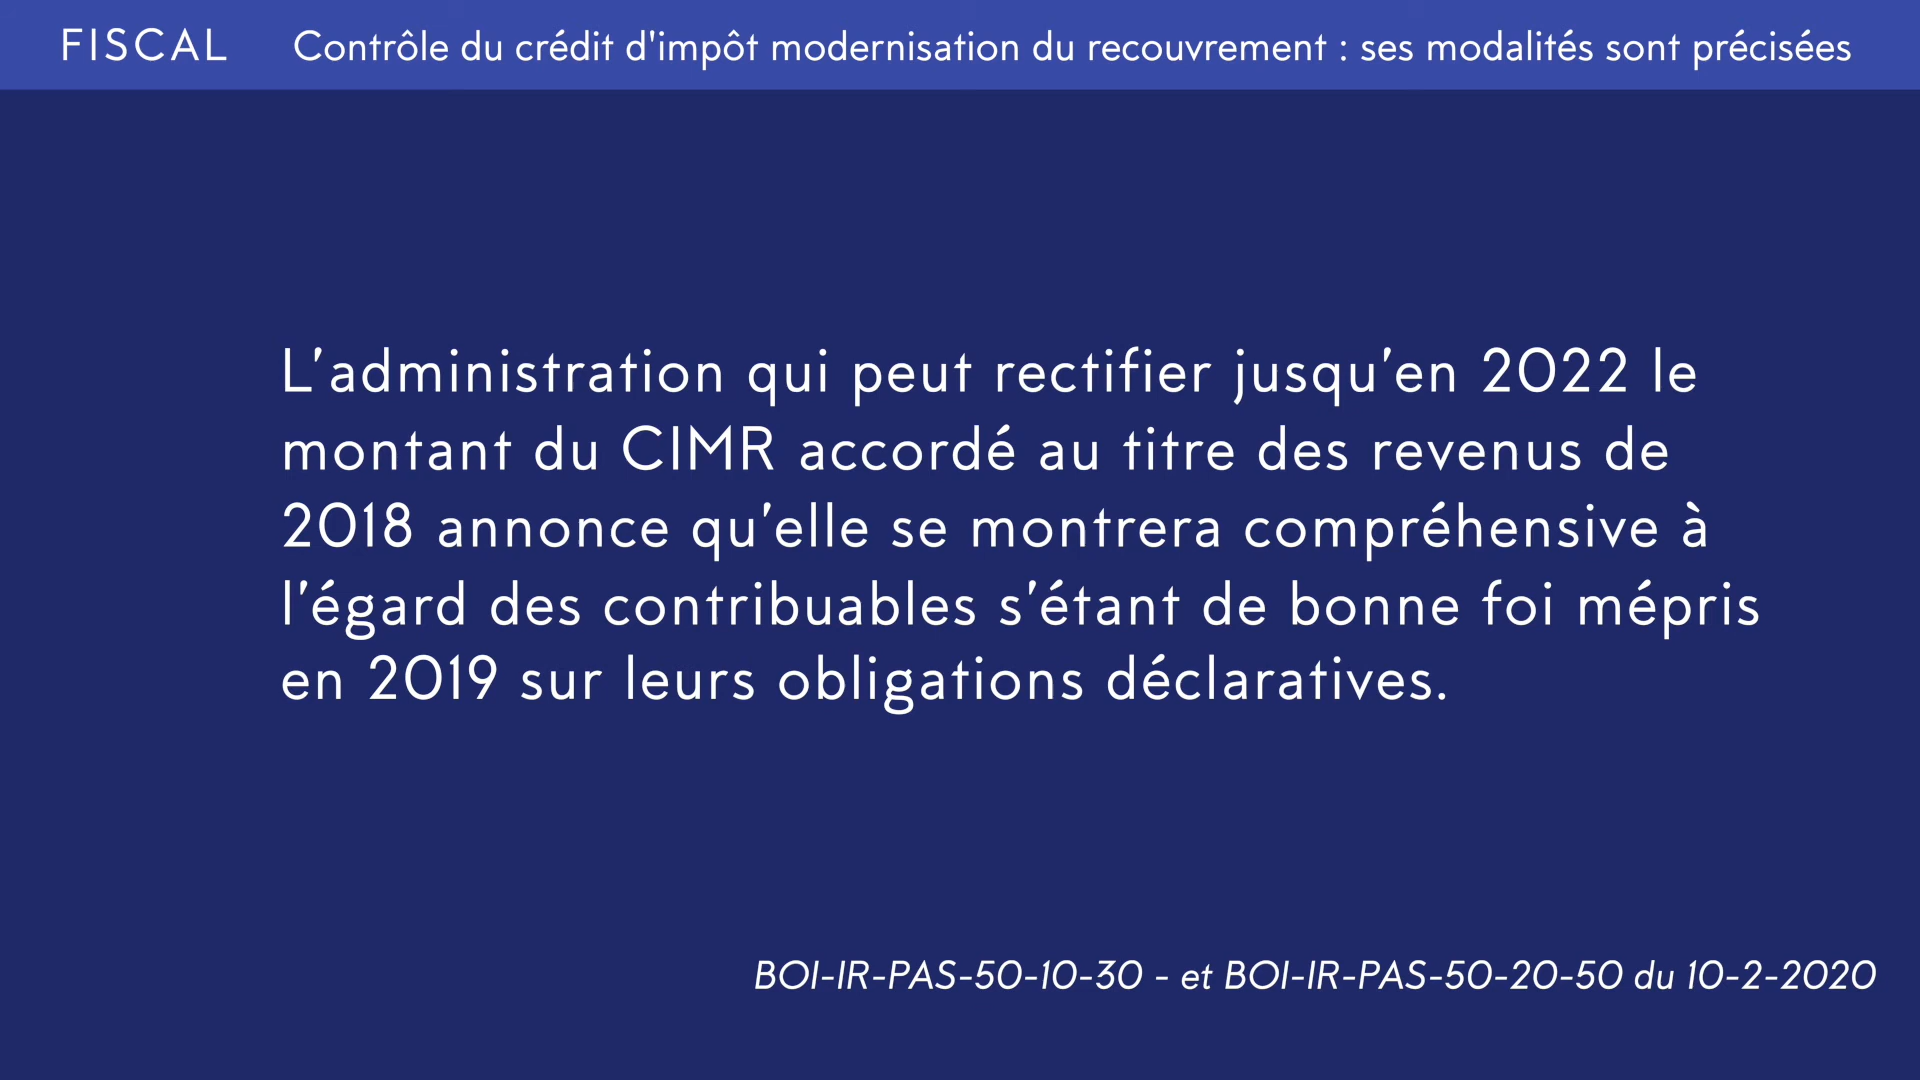 FISCAL Contrôle du crédit d'impôt modernisation du recouvrement : ses modalités sont précisées
L’administration qui peut rectifier jusqu’en 2022 le
montant du CIMR accordé au titre des revenus de
2018 annonce qu’elle se montrera compréhensive à
l’égard des contribuables s’étant de bonne foi mépris
en 2019 sur leurs obligations déclaratives.
BOI-IR-PAS-50-10-30 - et BOI-IR-PAS-50-20-50 du 10-2-2020